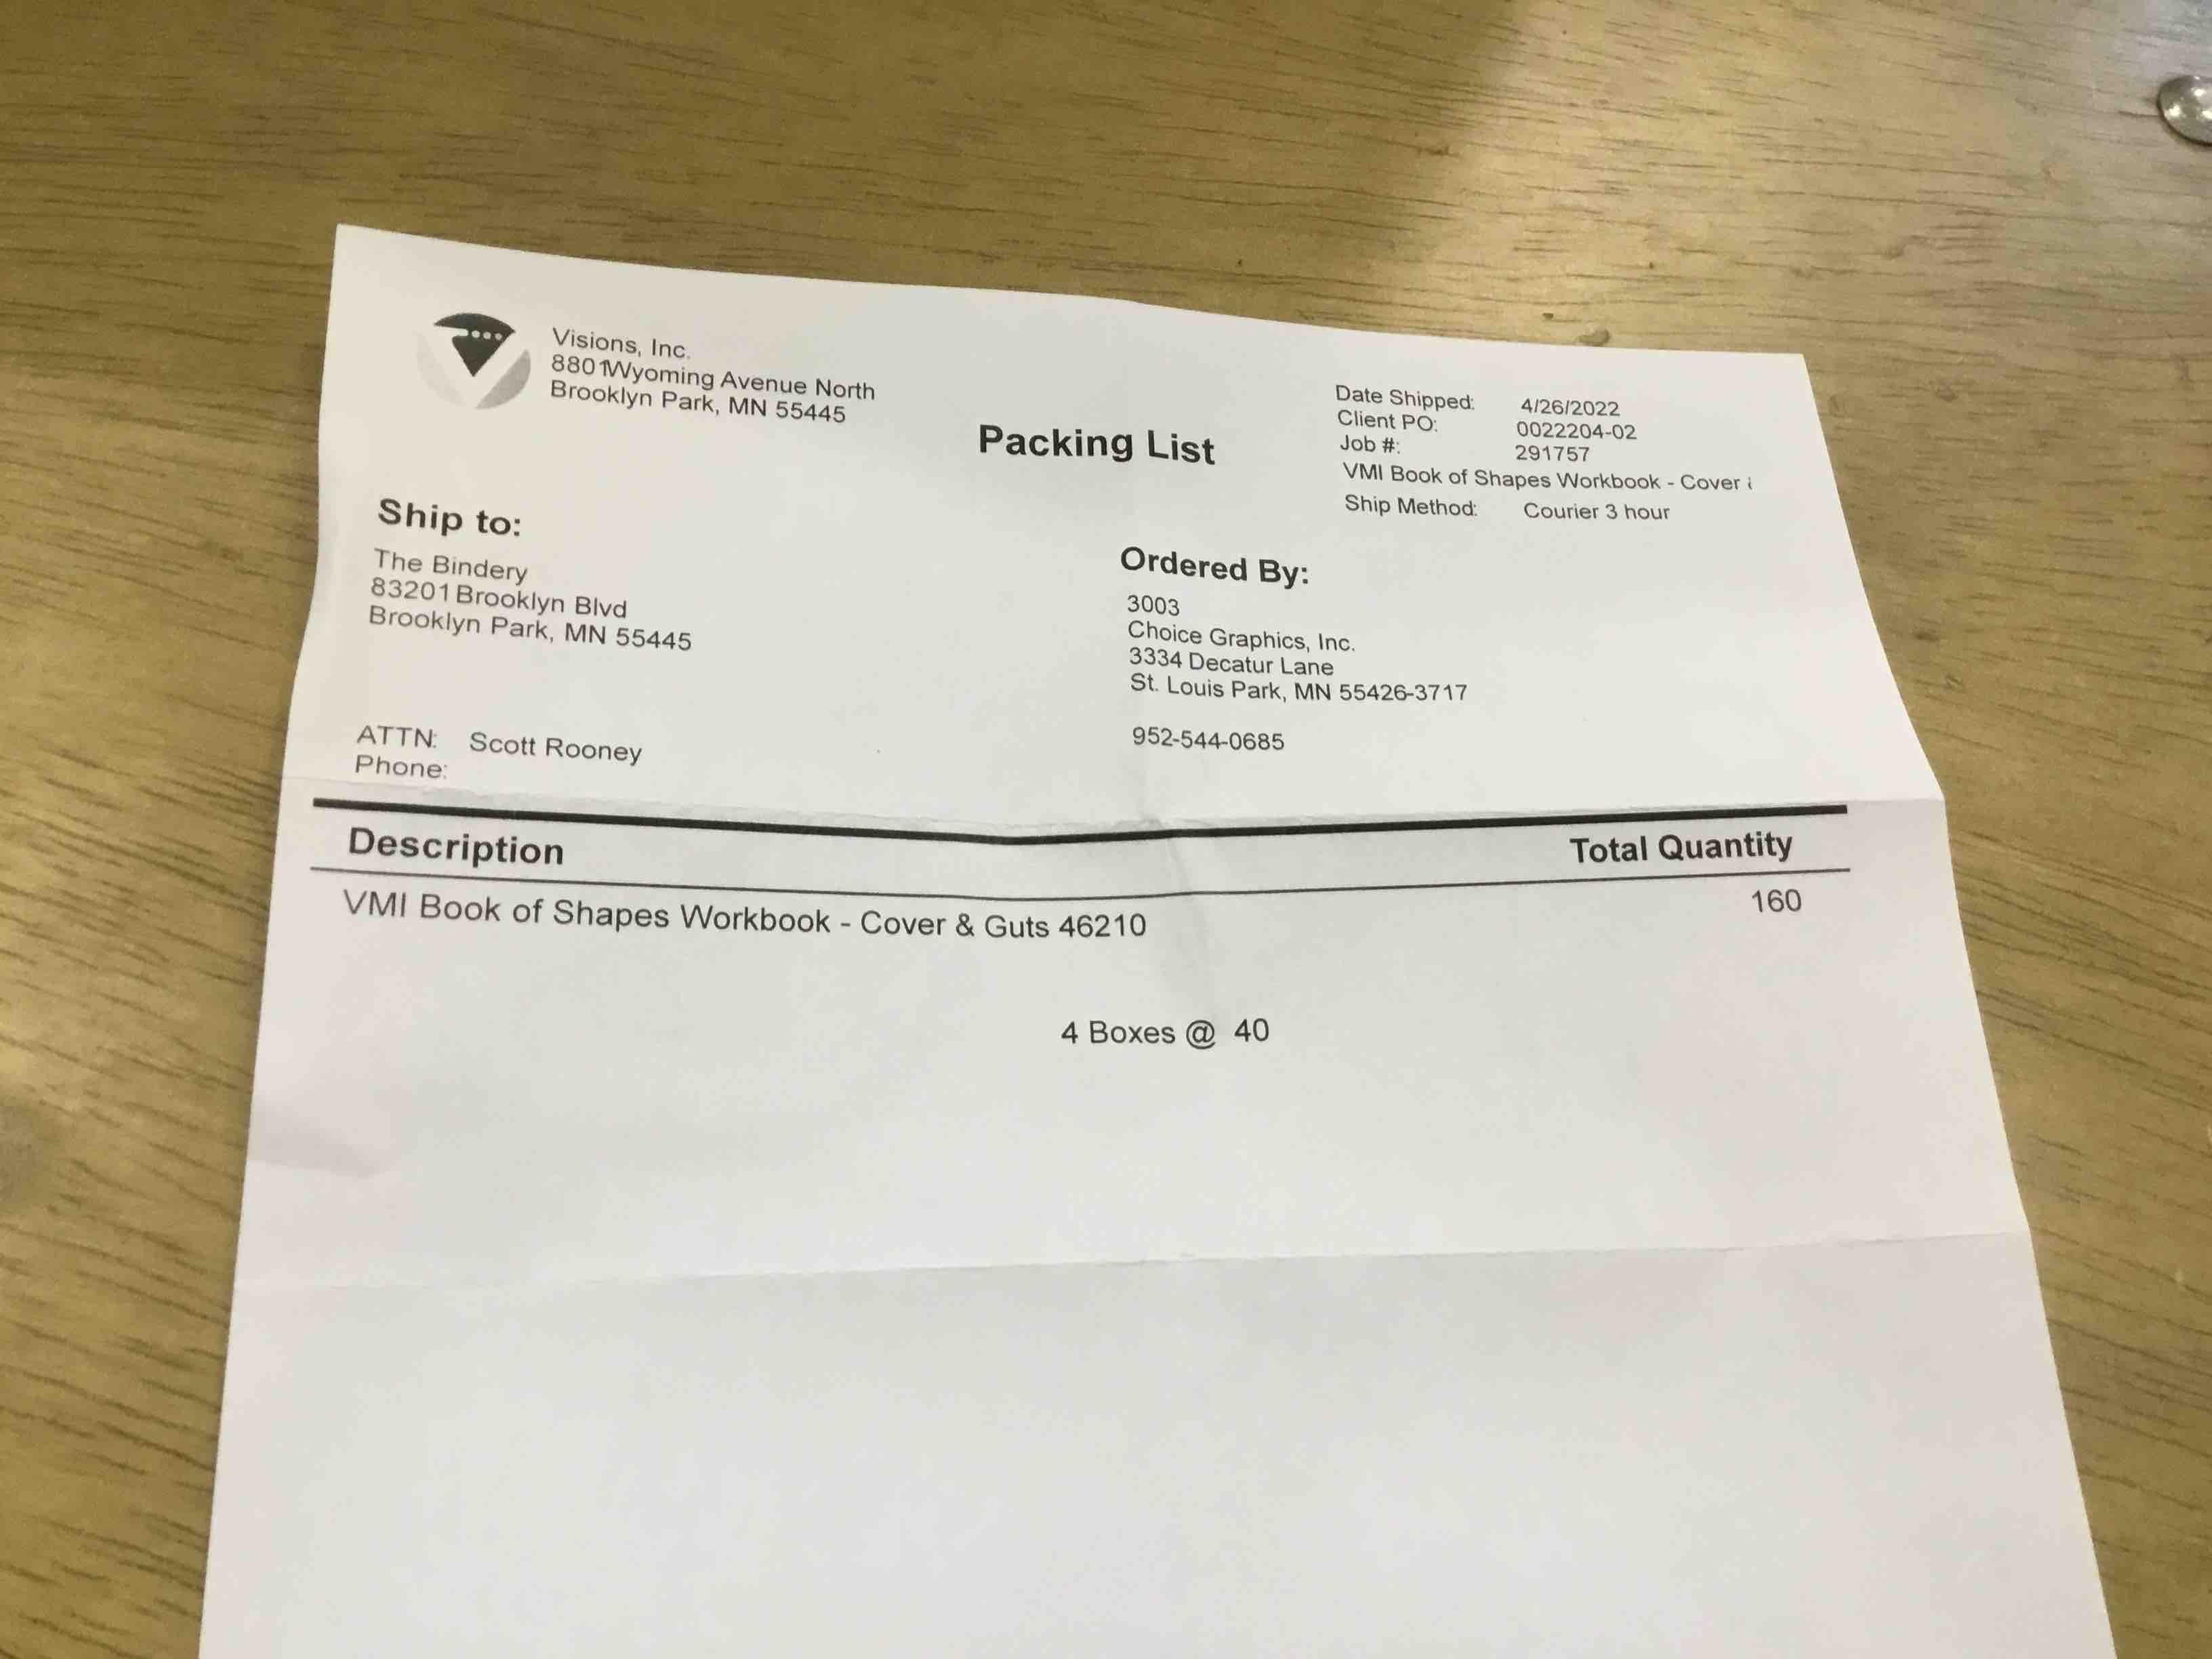 Visions, Inc.
8801Wyoming Avenue North
Brooklyn Park, MN 55445
Packing List
Date Shipped: 4/26/2022
Client PO: 0022204-02
Job #: 291757
VMI Book of Shapes Workbook - Cover
Ship Method: Courier 3 hour
Ship to:
The Bindery
83201 Brooklyn Blvd
Brooklyn Park, MN 55445
ATTN: Scott Rooney
Phone:
Ordered By:
3003
Choice Graphics, Inc.
3334 Decatur Lane
St. Louis Park, MN 55426-3717
952-544-0685
Description Total Quantity
VMI Book of Shapes Workbook - Cover & Guts 46210 160
4 Boxes @ 40